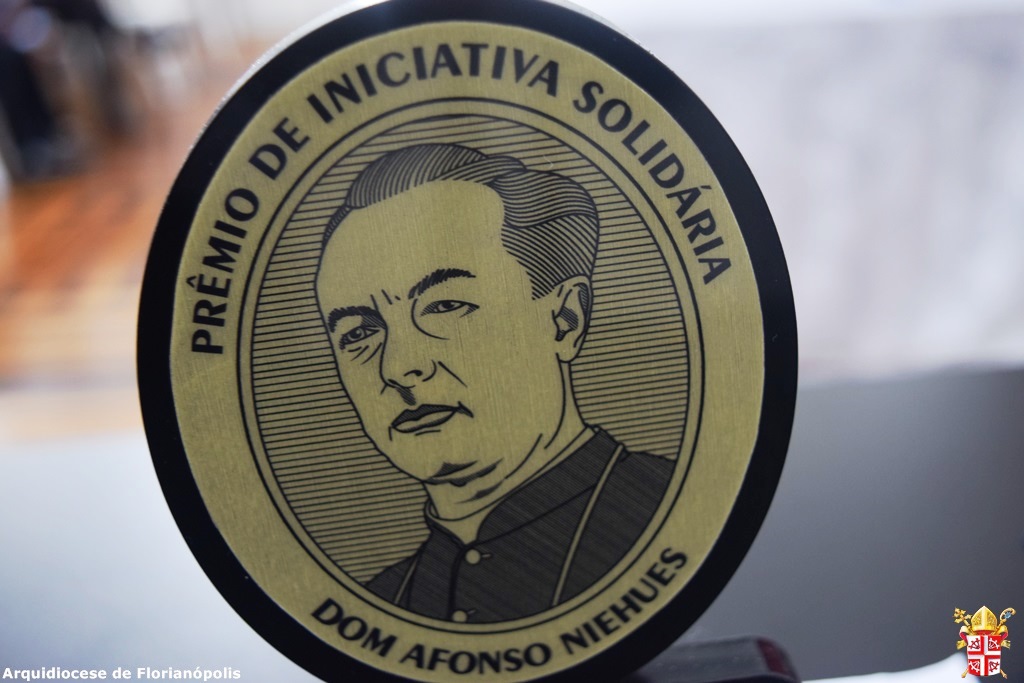 PRÊMIO DE INICIATIVA SOLIDÁRIA
DOM AFONSO NIEHUES
Arquidiocese de Florianópolis